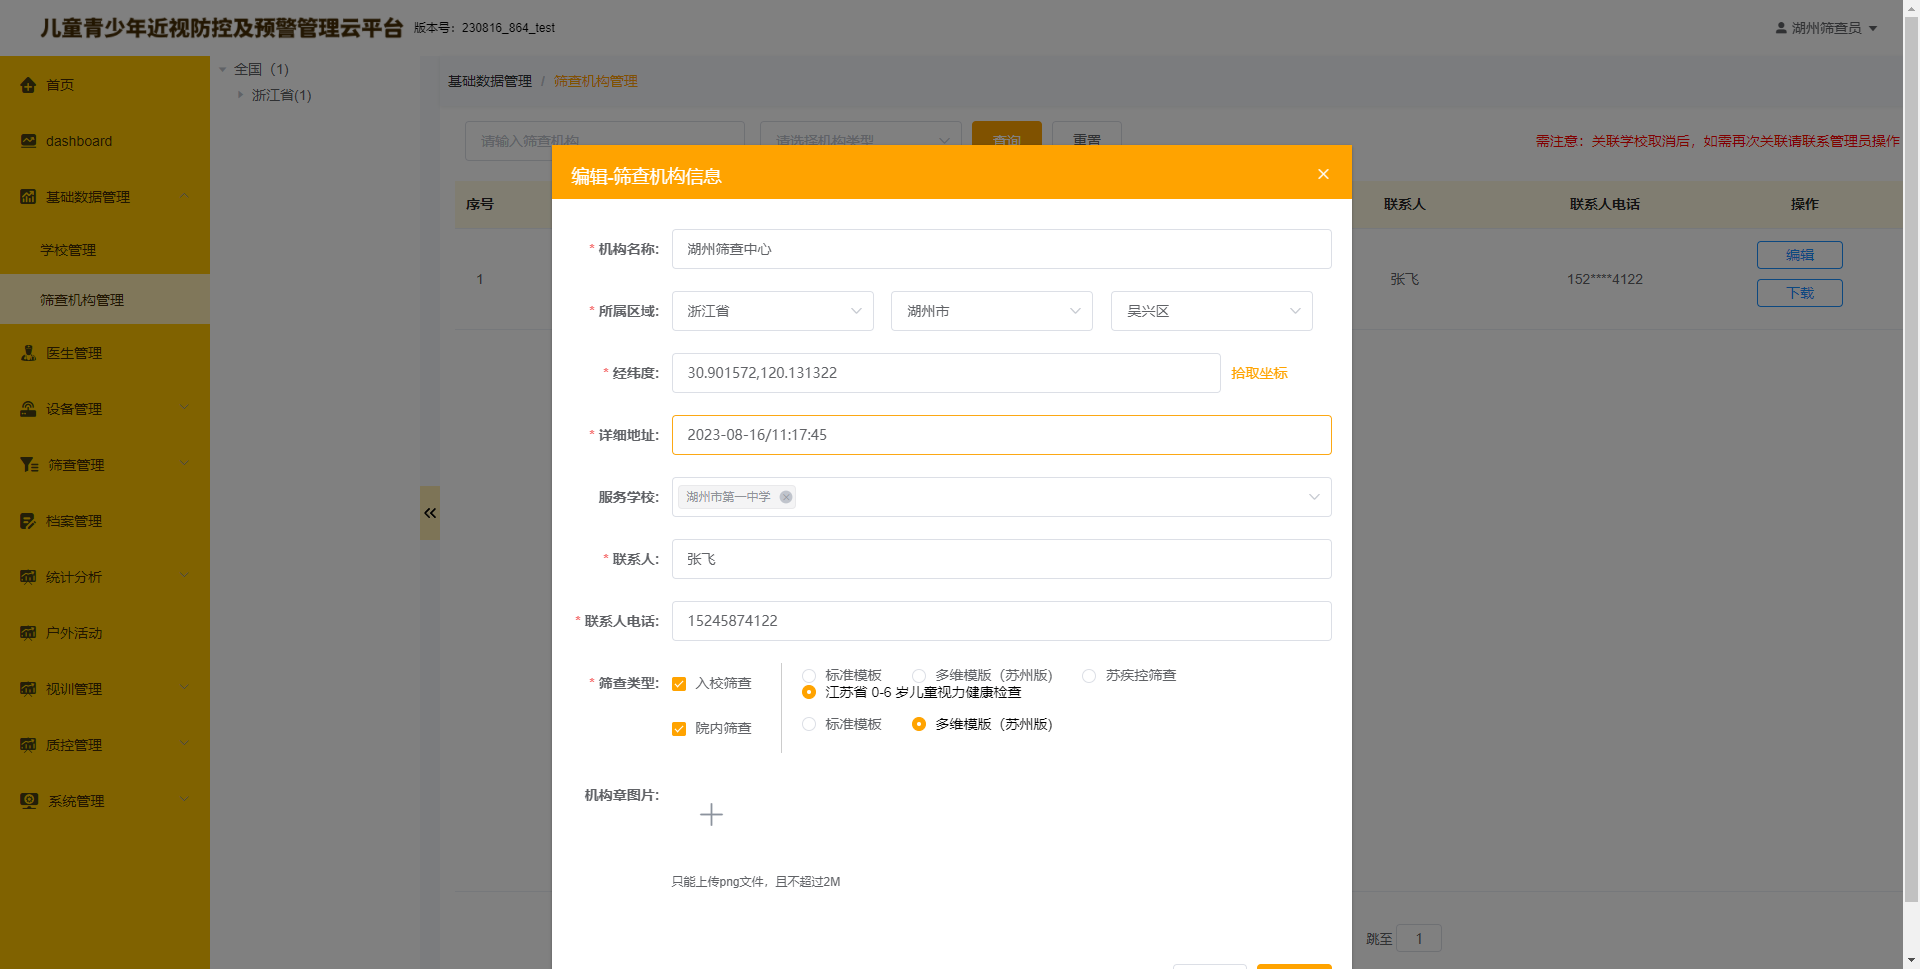 儿童青少年近视防控及预警管理云平台 版本号：230816_864_test
湖州筛查员
首页
dashboard
基础数据管理
学校管理
筛查机构管理
医生管理
设备管理
筛查管理
档案管理
统计分析
户外活动
视训管理
质控管理
系统管理
全国（1）
浙江省(1)
基础数据管理 / 筛查机构管理
请输入筛查机构 请选择机构类型 查询 重置
需注意：关联学校取消后，如需再次关联请联系管理员操作
序号 联系人 联系人电话 操作
1 张飞 152****4122 编辑
下载
跳至 1
编辑-筛查机构信息
* 机构名称: 湖州筛查中心
* 所属区域: 浙江省 湖州市 吴兴区
* 经纬度: 30.901572,120.131322 拾取坐标
* 详细地址: 2023-08-16/11:17:45
服务学校: 湖州市第一中学
* 联系人: 张飞
* 联系人电话: 15245874122
* 筛查类型: 入校筛查 标准模板 多维模版（苏州版) 苏疾控筛查
江苏省 0-6 岁儿童视力健康检查
院内筛查 标准模板 多维模版（苏州版)
机构章图片:
只能上传png文件，且不超过2M